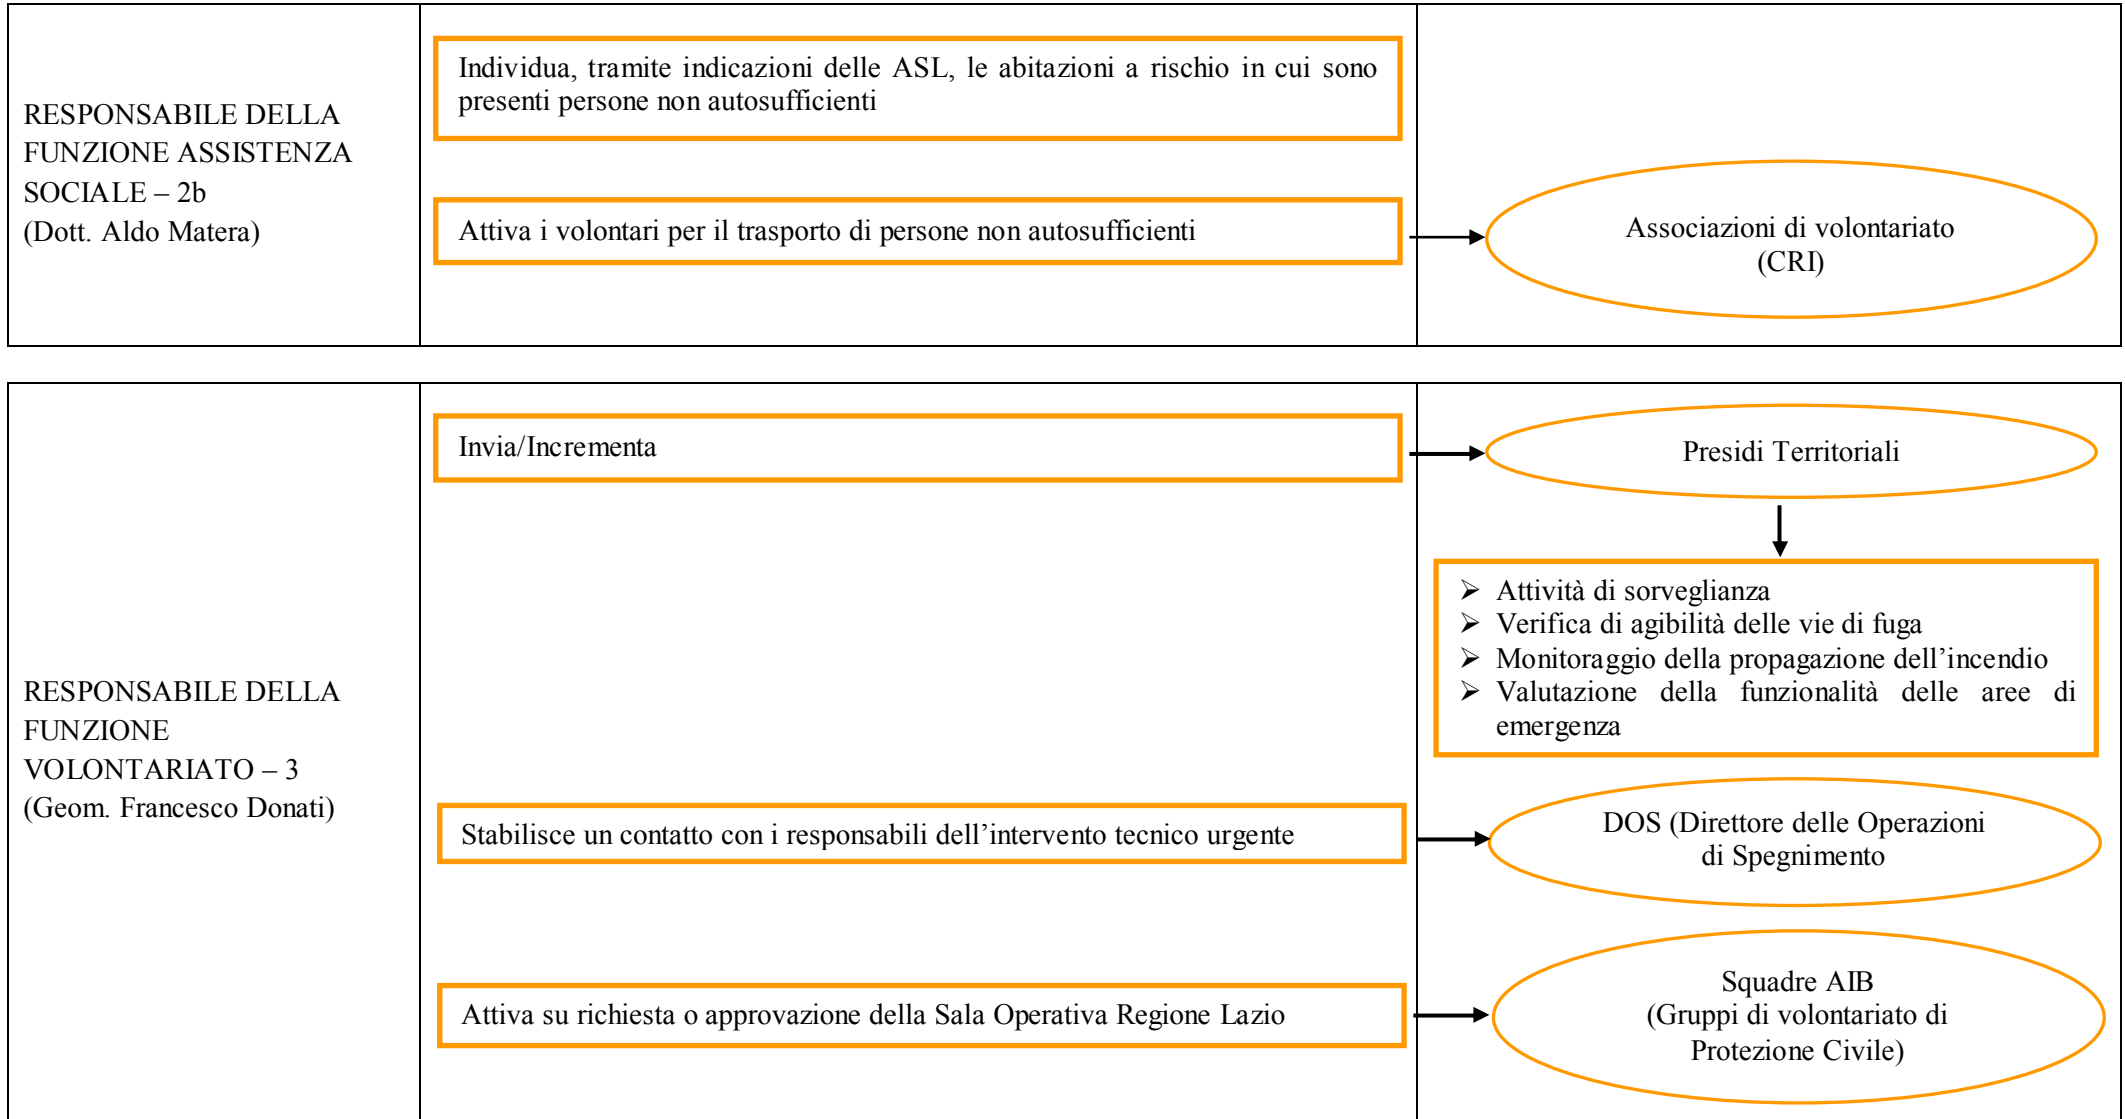 RESPONSABILE DELLA
FUNZIONE ASSISTENZA
SOCIALE – 2b
(Dott. Aldo Matera)
Individua, tramite indicazioni delle ASL, le abitazioni a rischio in cui sono
presenti persone non autosufficienti
Attiva i volontari per il trasporto di persone non autosufficienti
Associazioni di volontariato
(CRI)
RESPONSABILE DELLA
FUNZIONE
VOLONTARIATO – 3
(Geom. Francesco Donati)
Invia/Incrementa
Presidi Territoriali
➢ Attività di sorveglianza
➢ Verifica di agibilità delle vie di fuga
➢ Monitoraggio della propagazione dell’incendio
➢ Valutazione della funzionalità delle aree di
emergenza
Stabilisce un contatto con i responsabili dell’intervento tecnico urgente
DOS (Direttore delle Operazioni
di Spegnimento
Attiva su richiesta o approvazione della Sala Operativa Regione Lazio
Squadre AIB
(Gruppi di volontariato di
Protezione Civile)